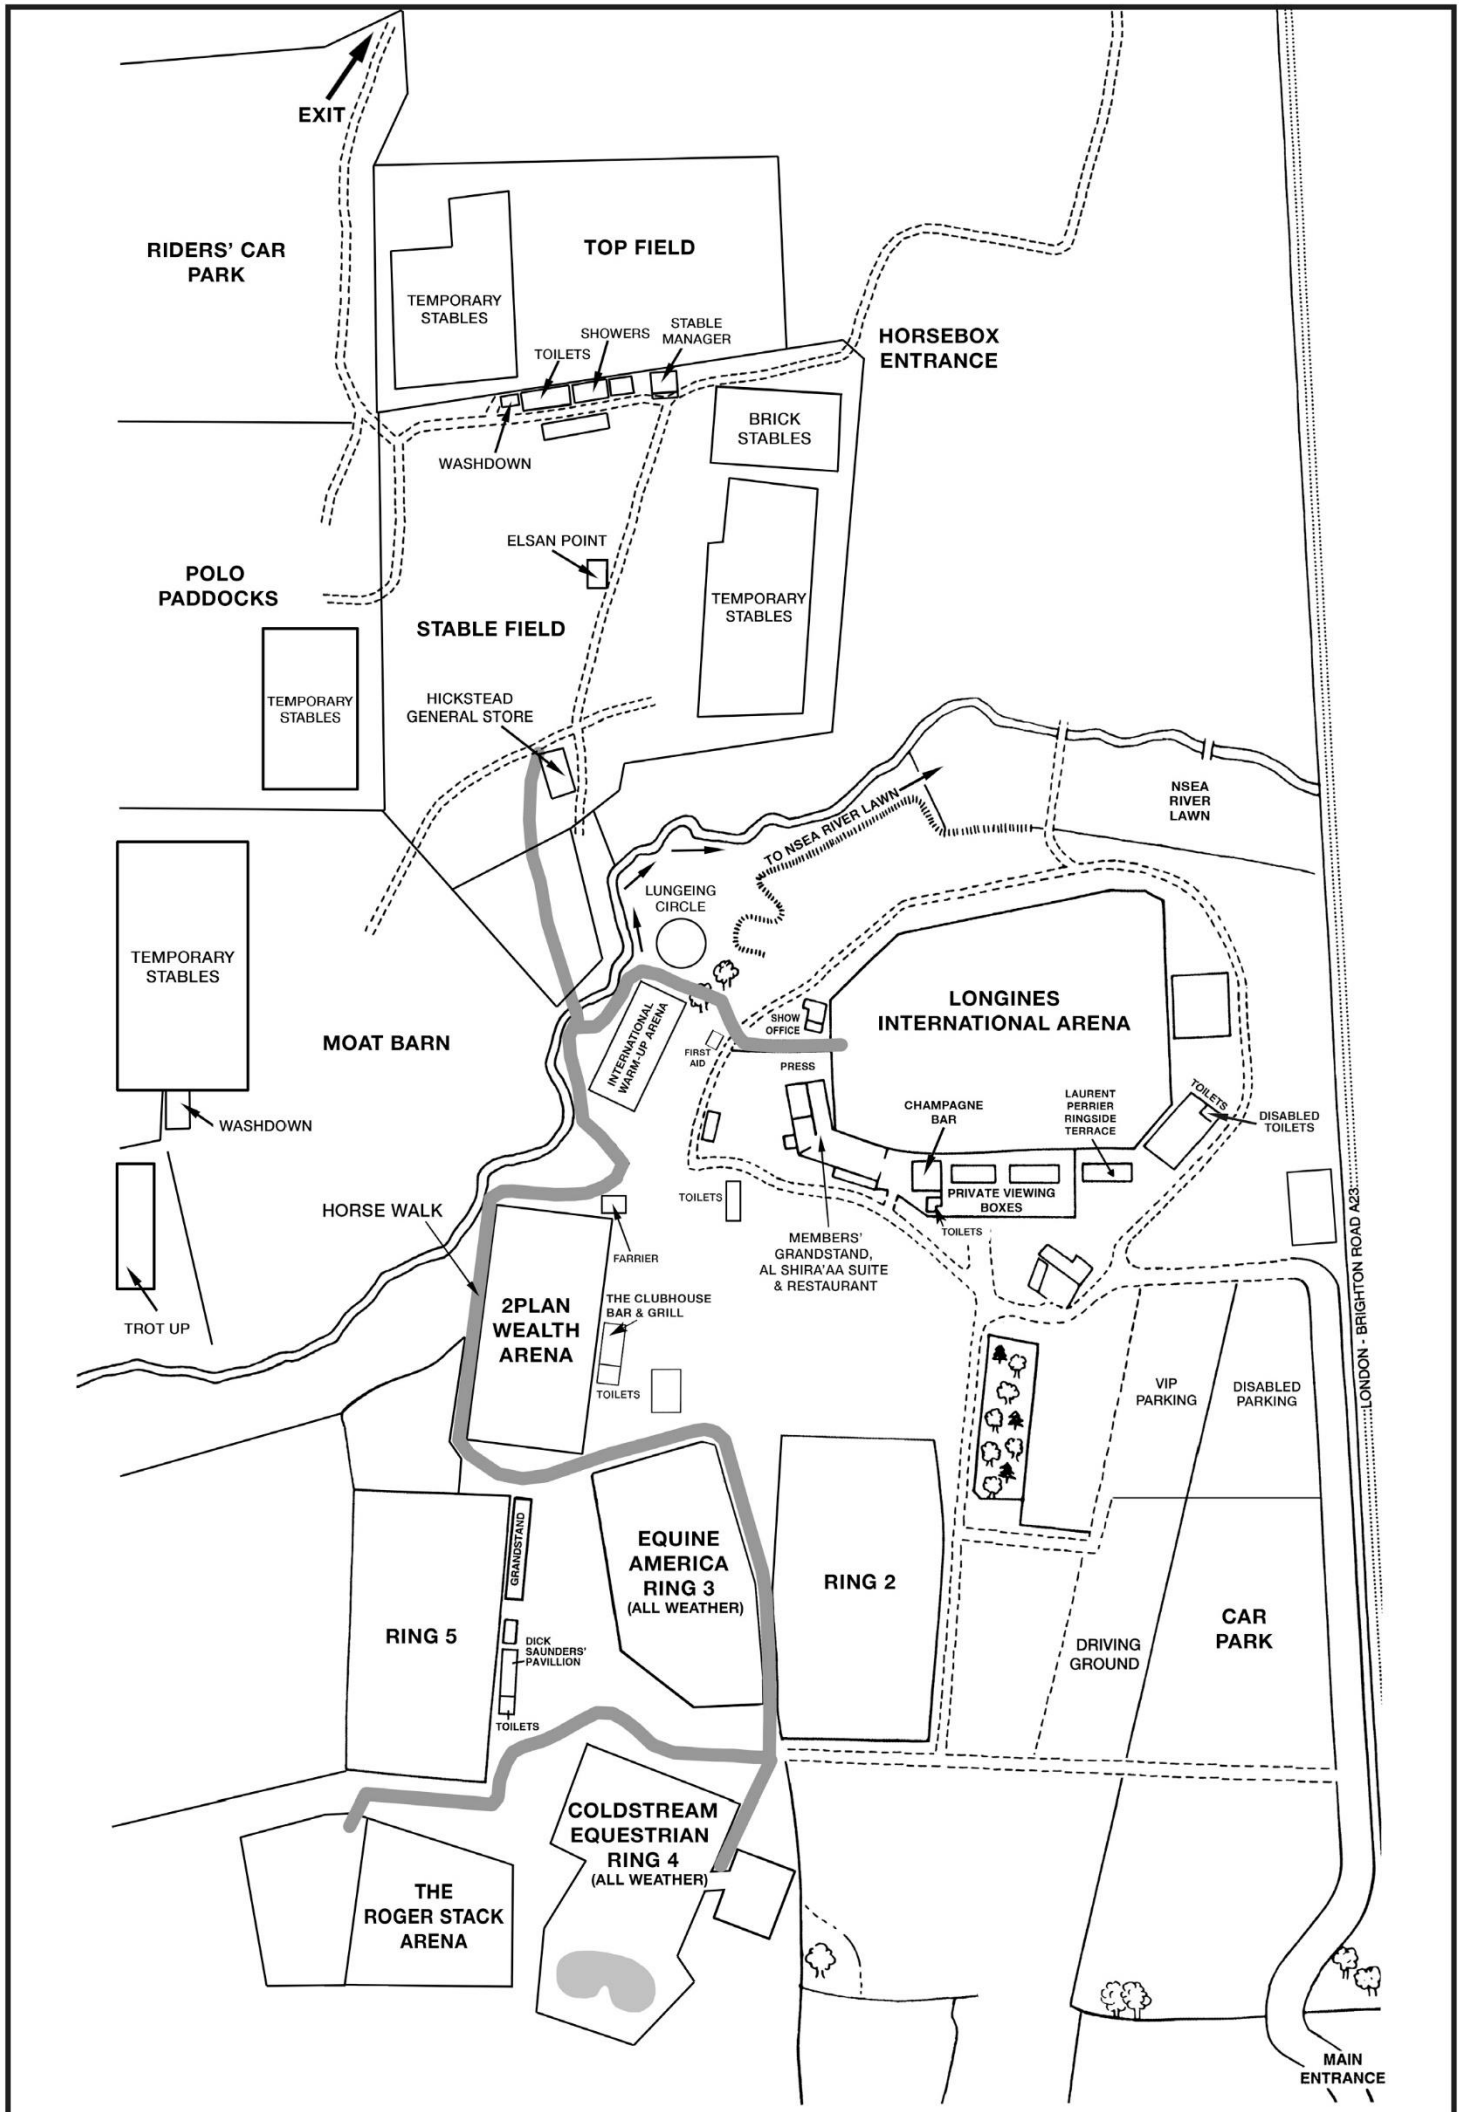 EXIT
RIDERS' CAR
PARK
TOP FIELD
TEMPORARY
STABLES
TOILETS
SHOWERS
STABLE
MANAGER
HORSEBOX
ENTRANCE
WASHDOWN
BRICK
STABLES
ELSAN POINT
POLO
PADDOCKS
TEMPORARY
STABLES
STABLE FIELD
TEMPORARY
STABLES
HICKSTEAD
GENERAL STORE
NSEA
RIVER
LAWN
TO NSEA RIVER LAWN
LUNGEING
CIRCLE
TEMPORARY
STABLES
MOAT BARN
INTERNATIONAL
WARM-UP ARENA
SHOW
OFFICE
LONGINES
INTERNATIONAL ARENA
FIRST
AID
PRESS
WASHDOWN
CHAMPAGNE
BAR
LAURENT
PERRIER
RINGSIDE
TERRACE
TOILETS
DISABLED
TOILETS
PRIVATE VIEWING
BOXES
TOILETS
TOILETS
HORSE WALK
FARRIER
MEMBERS'
GRANDSTAND,
AL SHIRA'AA SUITE
& RESTAURANT
LONDON - BRIGHTON ROAD A23
TROT UP
2PLAN
WEALTH
ARENA
THE CLUBHOUSE
BAR & GRILL
TOILETS
VIP
PARKING
DISABLED
PARKING
GRANDSTAND
EQUINE
AMERICA
RING 3
(ALL WEATHER)
RING 2
RING 5
DICK
SAUNDERS'
PAVILLION
TOILETS
DRIVING
GROUND
CAR
PARK
COLDSTREAM
EQUESTRIAN
RING 4
(ALL WEATHER)
THE
ROGER STACK
ARENA
MAIN
ENTRANCE